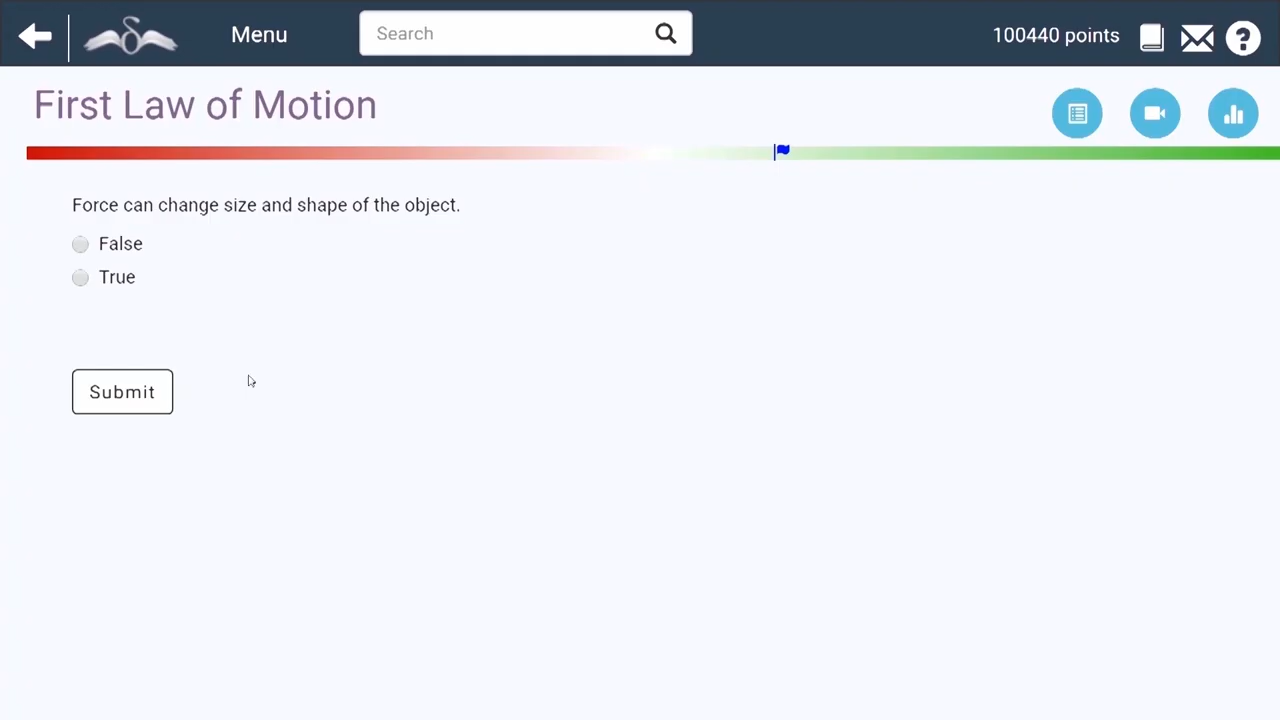 Menu
Search
100440 points
?
First Law of Motion
Force can change size and shape of the object.
False
True
Submit